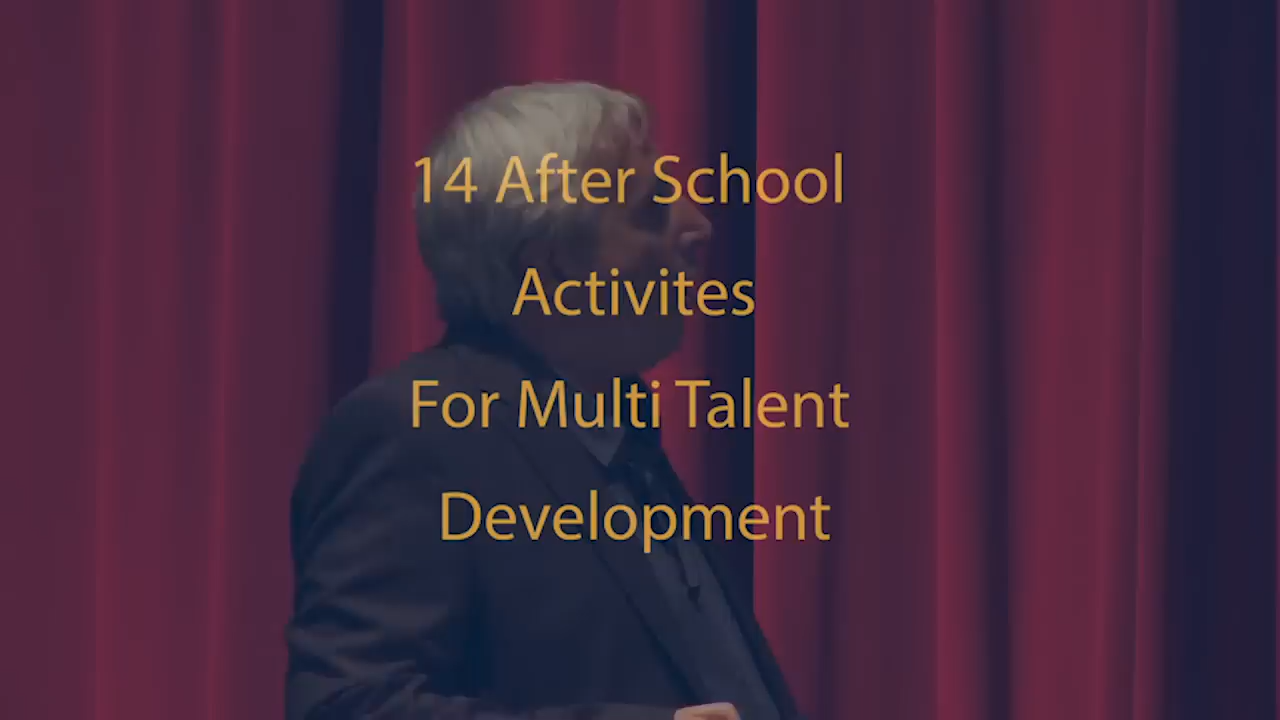 14 After School
Activites
For Multi Talent
Development